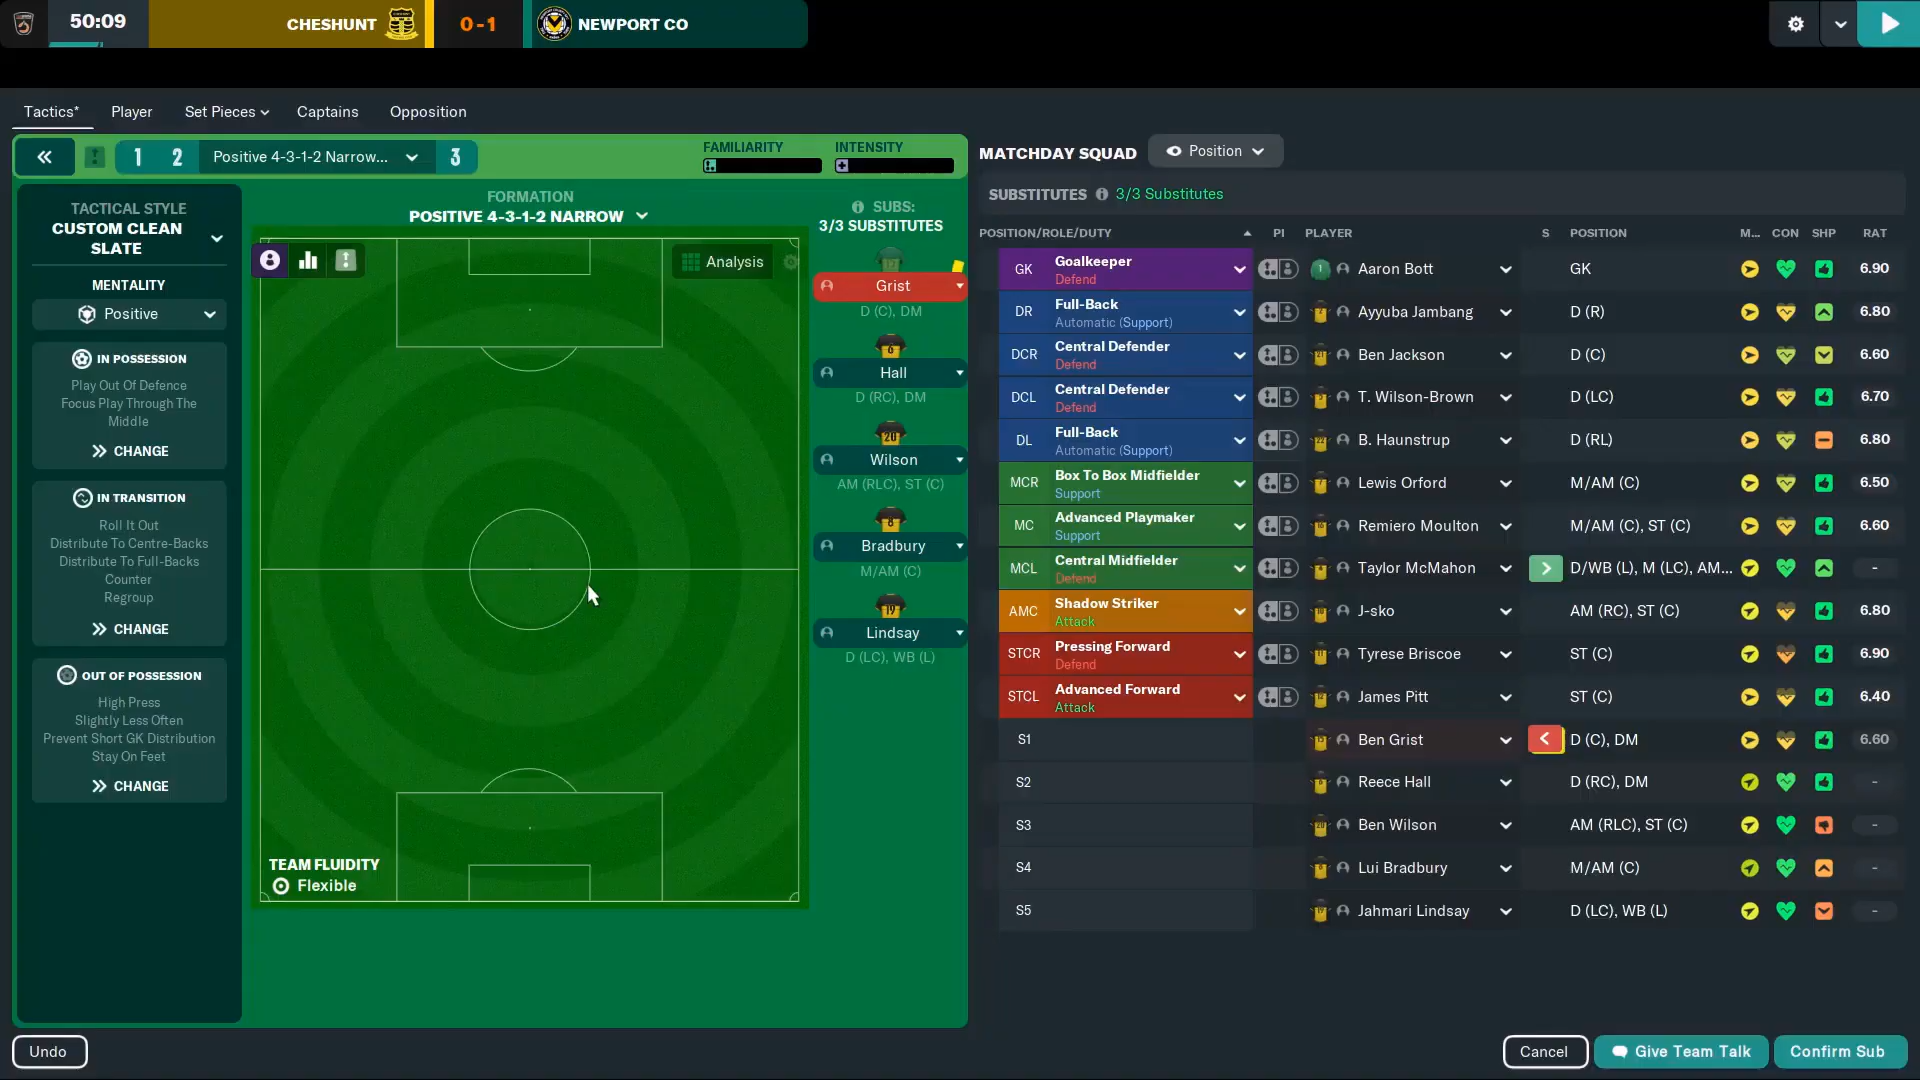 50:09
CHESHUNT
0 - 1
NEWPORT CO
Tactics*
Player
Set Pieces
Captains
Opposition
1
2
Positive 4-3-1-2 Narrow...
3
FAMILIARITY
INTENSITY
TACTICAL STYLE
CUSTOM CLEAN
SLATE
MENTALITY
Positive
IN POSSESSION
Play Out Of Defence
Focus Play Through The
Middle
CHANGE
IN TRANSITION
Roll It Out
Distribute To Centre-Backs
Distribute To Full-Backs
Counter
Regroup
CHANGE
OUT OF POSSESSION
High Press
Slightly Less Often
Prevent Short GK Distribution
Stay On Feet
CHANGE
FORMATION
POSITIVE 4-3-1-2 NARROW
Analysis
TEAM FLUIDITY
Flexible
SUBS:
3/3 SUBSTITUTES
Grist
D (C), DM
6
Hall
D (RC), DM
20
Wilson
AM (RLC), ST (C)
8
Bradbury
M/AM (C)
19
Lindsay
D (LC), WB (L)
MATCHDAY SQUAD
Position
SUBSTITUTES 3/3 Substitutes
POSITION/ROLE/DUTY PI PLAYER S POSITION M... CON SHP RAT
GK Goalkeeper Defend Aaron Bott GK 6.90
DR Full-Back Automatic (Support) Ayyuba Jambang D (R) 6.80
DCR Central Defender Defend Ben Jackson D (C) 6.60
DCL Central Defender Defend T. Wilson-Brown D (LC) 6.70
DL Full-Back Automatic (Support) B. Haunstrup D (RL) 6.80
MCR Box To Box Midfielder Support Lewis Orford M/AM (C) 6.50
MC Advanced Playmaker Support Remiero Moulton M/AM (C), ST (C) 6.60
MCL Central Midfielder Defend Taylor McMahon D/WB (L), M (LC), AM... -
AMC Shadow Striker Attack J-sko AM (RC), ST (C) 6.80
STCR Pressing Forward Defend Tyrese Briscoe ST (C) 6.90
STCL Advanced Forward Attack James Pitt ST (C) 6.40
S1 Ben Grist D (C), DM 6.60
S2 Reece Hall D (RC), DM -
S3 Ben Wilson AM (RLC), ST (C) -
S4 Lui Bradbury M/AM (C) -
S5 Jahmari Lindsay D (LC), WB (L) -
Undo
Cancel
Give Team Talk
Confirm Sub